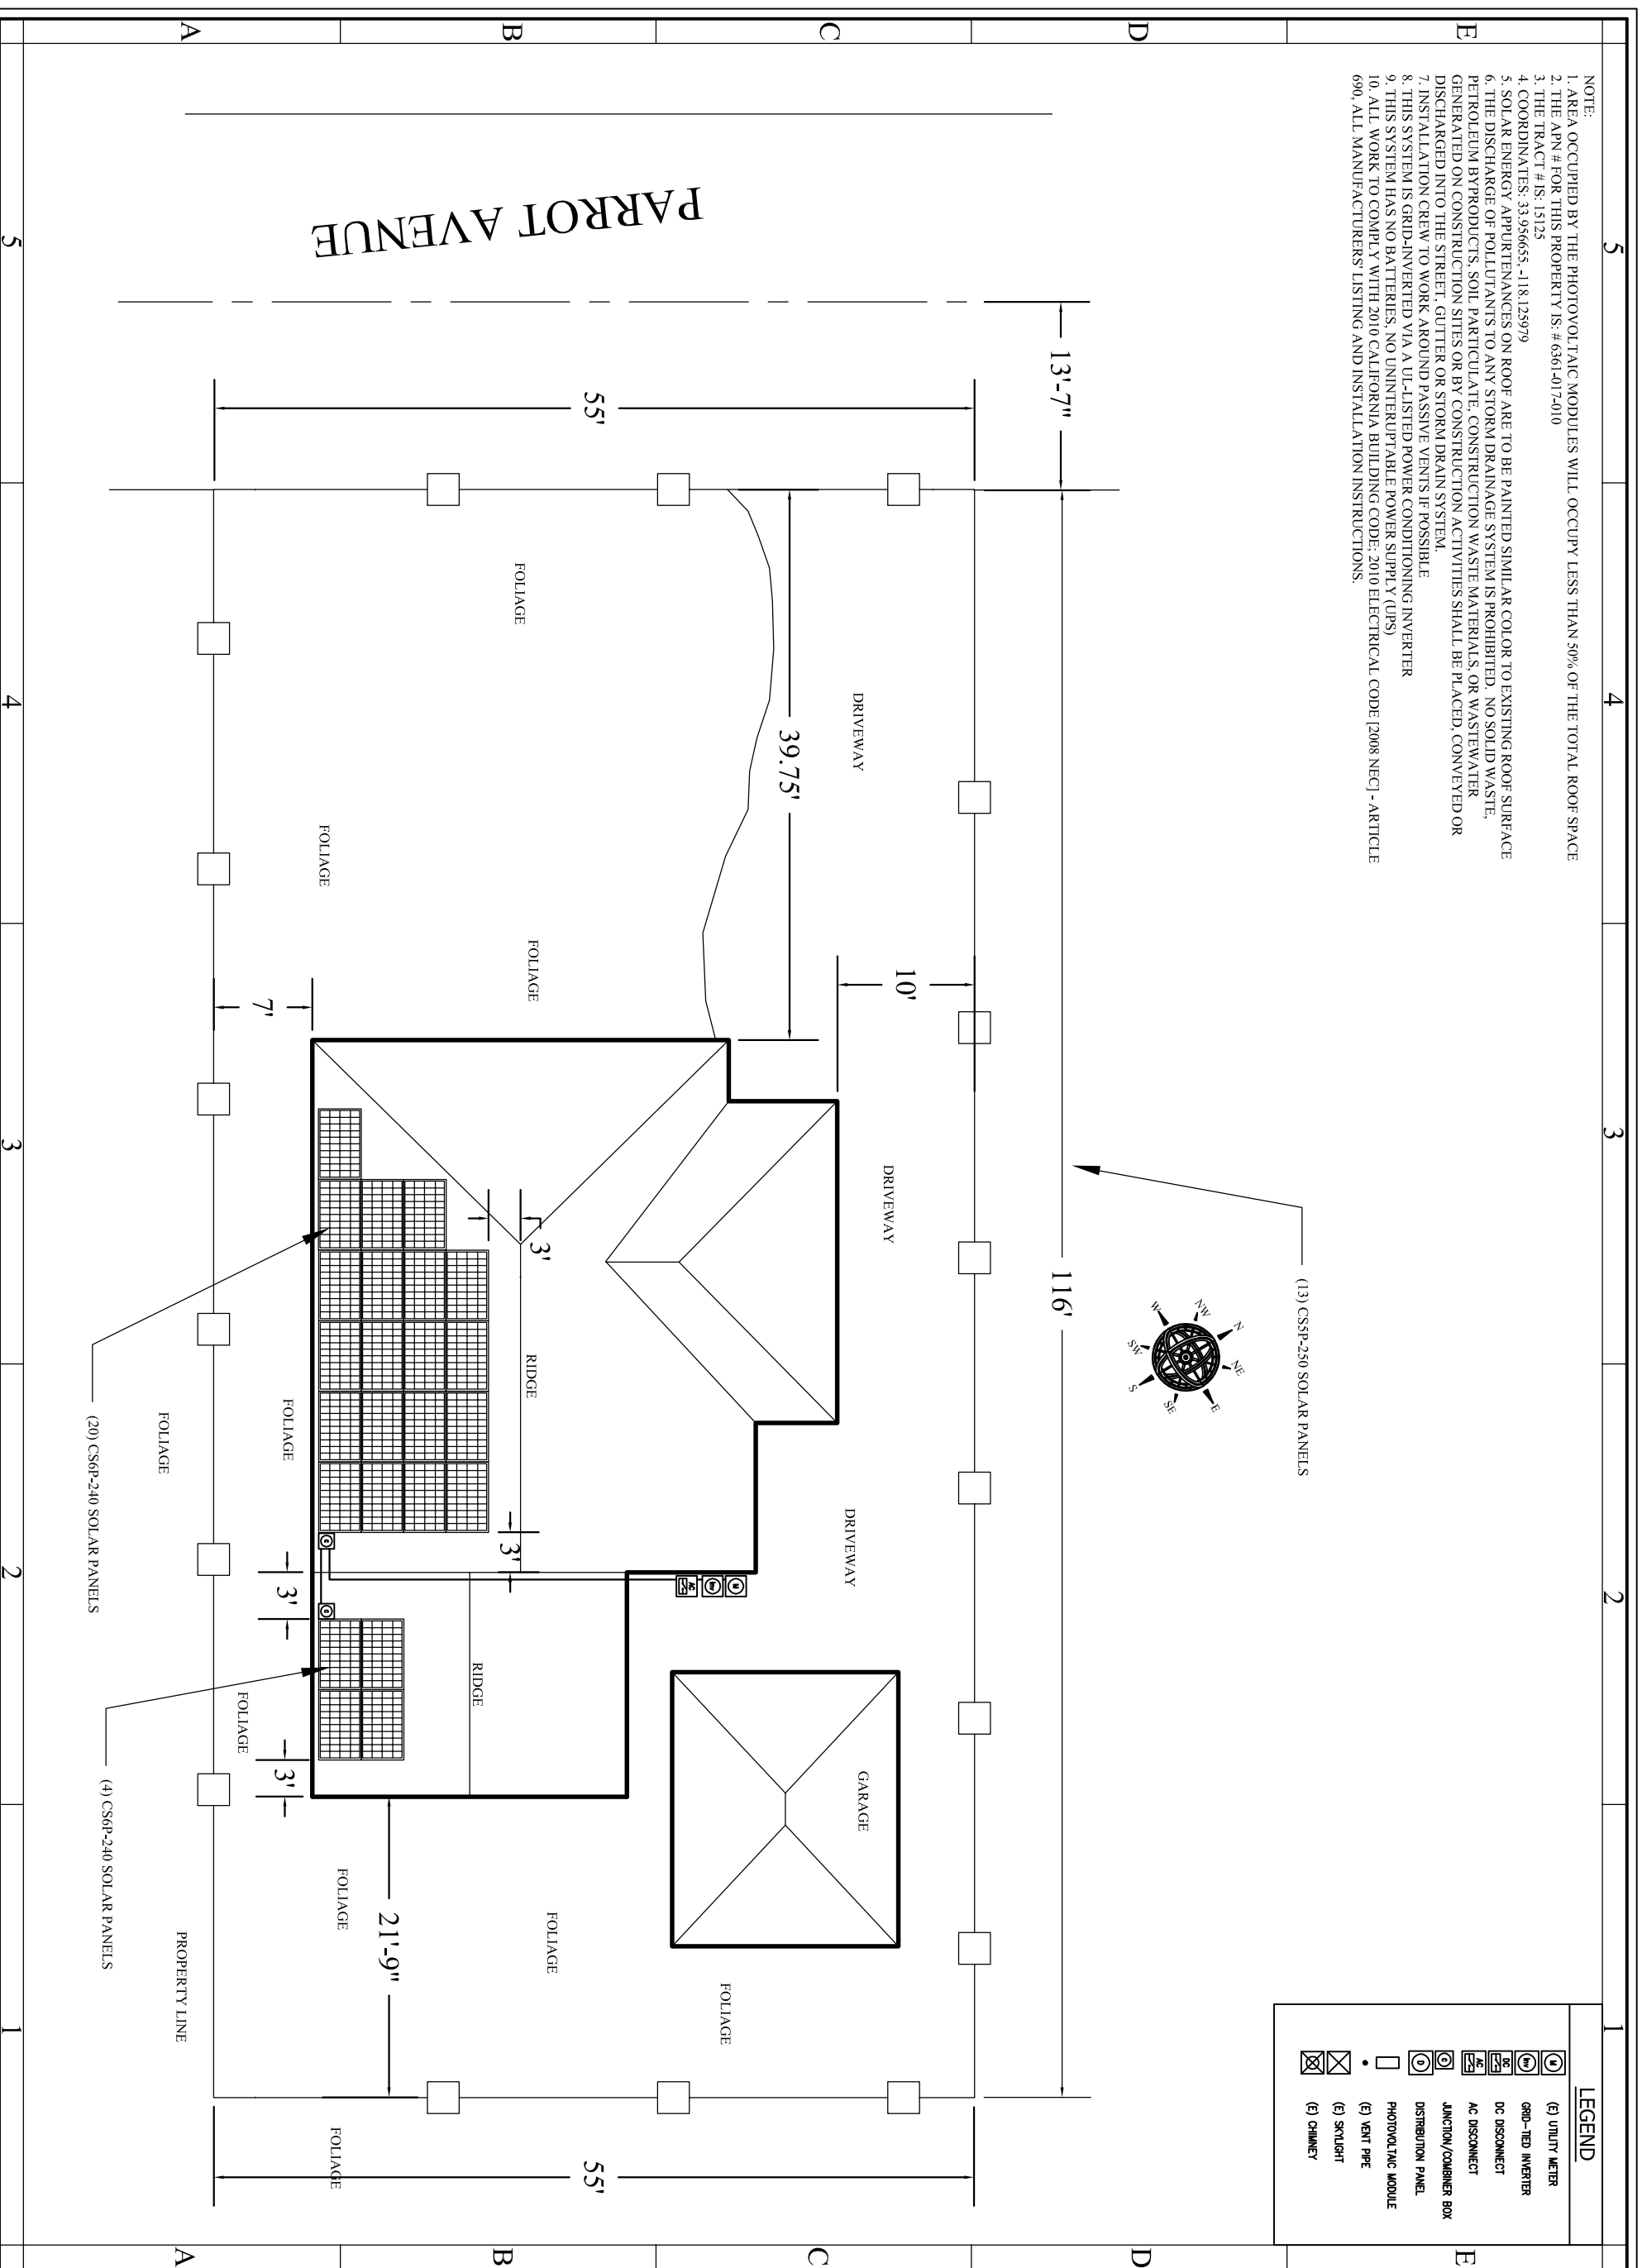 NOTE:
1. AREA OCCUPIED BY THE PHOTOVOLTAIC MODULES WILL OCCUPY LESS THAN 50% OF THE TOTAL ROOF SPACE
2. THE APN # FOR THIS PROPERTY IS: # 6361-017-010
3. THE TRACT # IS: 15125
4. COORDINATES: 33.956655,-118.125979
5. SOLAR ENERGY APPURTENANCES ON ROOF ARE TO BE PAINTED SIMILAR COLOR TO EXISTING ROOF SURFACE
6. THE DISCHARGE OF POLLUTANTS TO ANY STORM DRAINAGE SYSTEM IS PROHIBITED. NO SOLID WASTE,
PETROLEUM BYPRODUCTS, SOIL PARTICULATE, CONSTRUCTION WASTE MATERIALS, OR WASTEWATER
GENERATED ON CONSTRUCTION SITES OR BY CONSTRUCTION ACTIVITIES SHALL BE PLACED, CONVEYED OR
DISCHARGED INTO THE STREET, GUTTER OR STORM DRAIN SYSTEM.
7. INSTALLATION CREW TO WORK AROUND PASSIVE VENTS IF POSSIBLE
8. THIS SYSTEM IS GRID-INVERTED VIA A UL-LISTED POWER CONDITIONING INVERTER
9. THIS SYSTEM HAS NO BATTERIES, NO UNINTERUPTABLE POWER SUPPLY (UPS)
10. ALL WORK TO COMPLY WITH 2010 CALIFORNIA BUILDING CODE; 2010 ELECTRICAL CODE [2008 NEC] - ARTICLE
690, ALL MANUFACTURERS' LISTING AND INSTALLATION INSTRUCTIONS.
LEGEND
M (E) UTILITY METER
INV GRID-TIED INVERTER
DC DC DISCONNECT
AC AC DISCONNECT
C JUNCTION/COMBINER BOX
D DISTRIBUTION PANEL
PHOTOVOLTAIC MODULE
(E) VENT PIPE
(E) SKYLIGHT
(E) CHIMNEY
(13) CS5P-250 SOLAR PANELS
N
NE
E
SE
S
SW
W
NW
13'-7"
116'
PARROT AVENUE
55'
DRIVEWAY
10'
DRIVEWAY
DRIVEWAY
39.75'
GARAGE
FOLIAGE
FOLIAGE
FOLIAGE
FOLIAGE
3'
RIDGE
3'
M
INV
AC
RIDGE
55'
FOLIAGE
7'
FOLIAGE
C
3'
C
3'
21'-9"
FOLIAGE
FOLIAGE
FOLIAGE
FOLIAGE
PROPERTY LINE
(20) CS6P-240 SOLAR PANELS
(4) CS6P-240 SOLAR PANELS
5
4
3
2
1
5
4
3
2
1
E
D
C
B
A
E
D
C
B
A